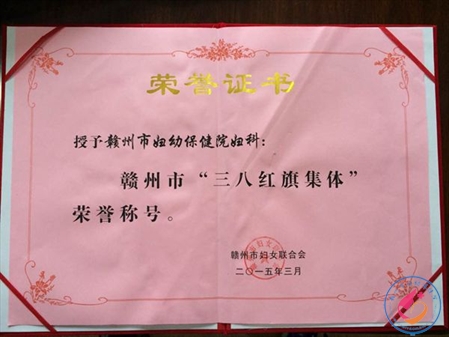 荣誉证书
授予赣州市妇幼保健院妇科：
赣州市“三八红旗集体”
荣誉称号。
赣州市妇女联合会
二〇一五年三月